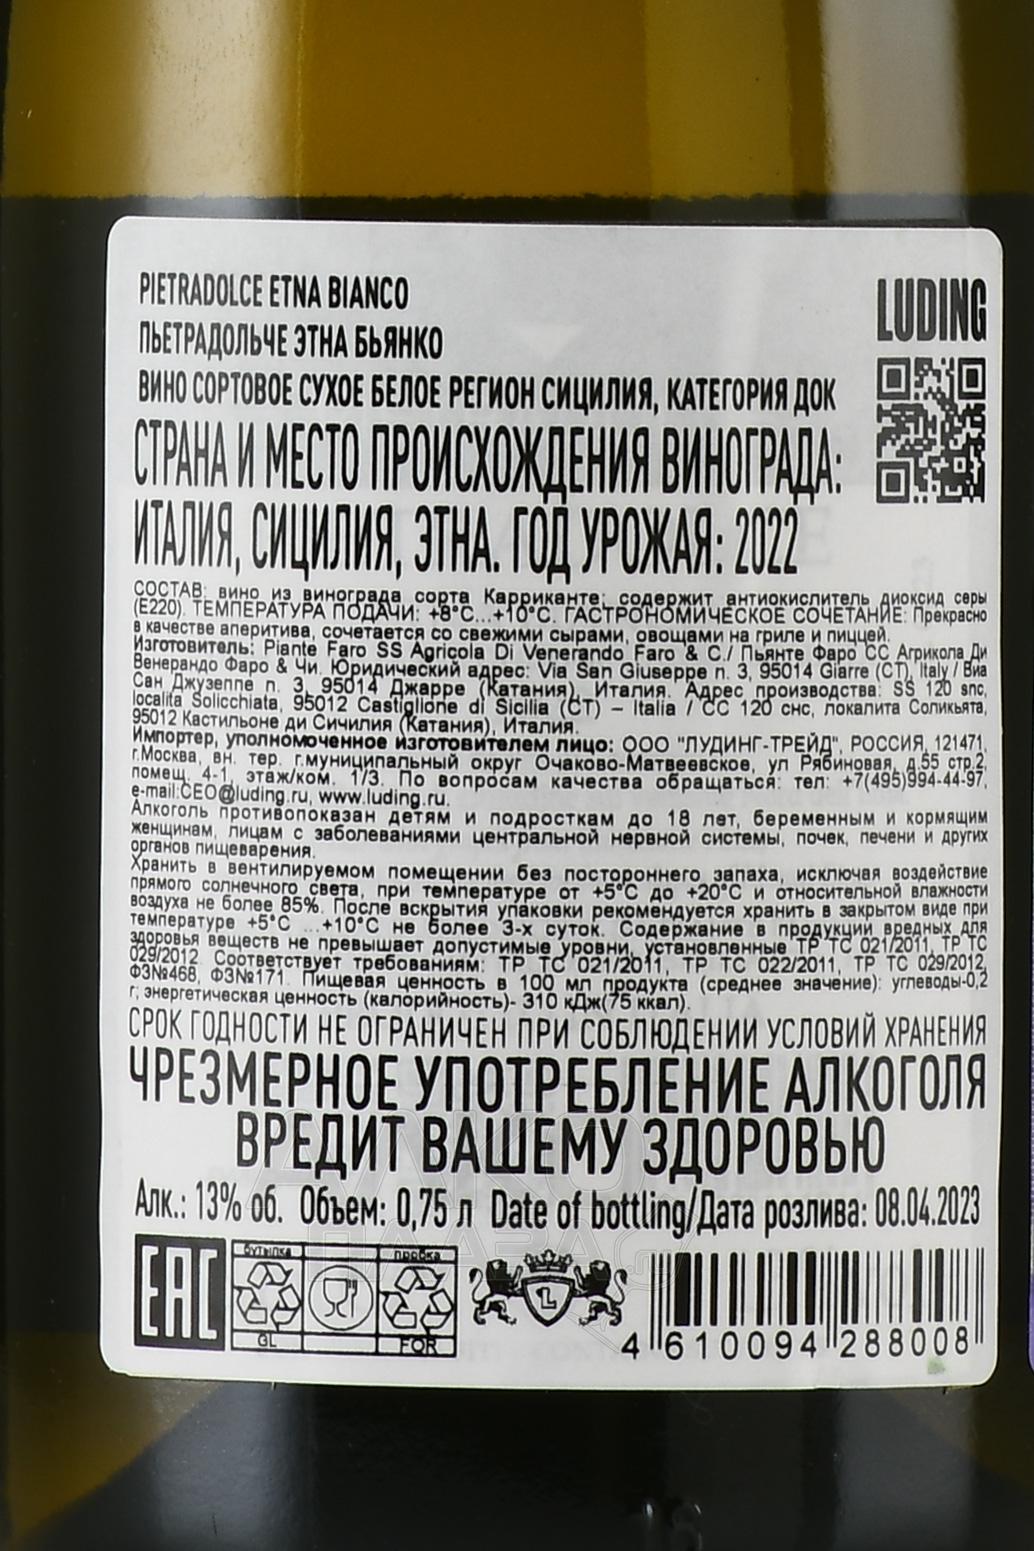 PIETRADOLCE ETNA BIANCO
LUDING
ПЬЕТРАДОЛЬЧЕ ЭТНА БЬЯНКО
ВИНО СОРТОВОЕ СУХОЕ БЕЛОЕ РЕГИОН СИЦИЛИЯ, КАТЕГОРИЯ ДОК
СТРАНА И МЕСТО ПРОИСХОЖДЕНИЯ ВИНОГРАДА:
ИТАЛИЯ, СИЦИЛИЯ, ЭТНА. ГОД УРОЖАЯ: 2022
СОСТАВ: вино из винограда сорта Карриканте; содержит антиокислитель диоксид серы
(Е220). ТЕМПЕРАТУРА ПОДАЧИ: +8°C...+10°C. ГАСТРОНОМИЧЕСКОЕ СОЧЕТАНИЕ: Прекрасно
в качестве аперитива, сочетается со свежими сырами, овощами на гриле и пиццей.
Изготовитель: Piante Faro SS Agricola Di Venerando Faro & C./ Пьянте Фаро СС Агрикола Ди
Венерандо Фаро & Чи. Юридический адрес: Via San Giuseppe n. 3, 95014 Giarre (CT), Italy / Виа
Сан Джузеппе п. 3, 95014 Джарре (Катания), Италия. Адрес производства: SS 120 snc,
localita Solicchiata, 95012 Castiglione di Sicilia (CT) – Italia / СС 120 снс, локалита Соликьята,
95012 Кастильоне ди Сичилия (Катания), Италия.
Импортер, уполномоченное изготовителем лицо: ООО "ЛУДИНГ-ТРЕЙД", РОССИЯ, 121471,
г.Москва, вн. тер. г.муниципальный округ Очаково-Матвеевское, ул Рябиновая, д.55 стр.2,
помещ. 4-1, этаж/ком. 1/3. По вопросам качества обращаться: тел: +7(495)994-44-97,
e-mail:CEO@luding.ru, www.luding.ru.
Алкоголь противопоказан детям и подросткам до 18 лет, беременным и кормящим
женщинам, лицам с заболеваниями центральной нервной системы, почек, печени и других
органов пищеварения.
Хранить в вентилируемом помещении без постороннего запаха, исключая воздействие
прямого солнечного света, при температуре от +5°C до +20°C и относительной влажности
воздуха не более 85%. После вскрытия упаковки рекомендуется хранить в закрытом виде при
температуре +5°C ...+10°C не более 3-х суток. Содержание в продукции вредных для
здоровья веществ не превышает допустимые уровни, установленные ТР ТС 021/2011, ТР ТС
029/2012. Соответствует требованиям: ТР ТС 021/2011, ТР ТС 022/2011, ТР ТС 029/2012,
ФЗ№468, ФЗ№171. Пищевая ценность в 100 мл продукта (среднее значение): углеводы-0,2
г; энергетическая ценность (калорийность)- 310 кДж(75 ккал).
СРОК ГОДНОСТИ НЕ ОГРАНИЧЕН ПРИ СОБЛЮДЕНИИ УСЛОВИЙ ХРАНЕНИЯ
ЧРЕЗМЕРНОЕ УПОТРЕБЛЕНИЕ АЛКОГОЛЯ
ВРЕДИТ ВАШЕМУ ЗДОРОВЬЮ
Алк.: 13% об. Объем: 0,75 л Date of bottling/Дата розлива: 08.04.2023
EAC
бутылка пробка
GL FOR
L
4 610094 288008